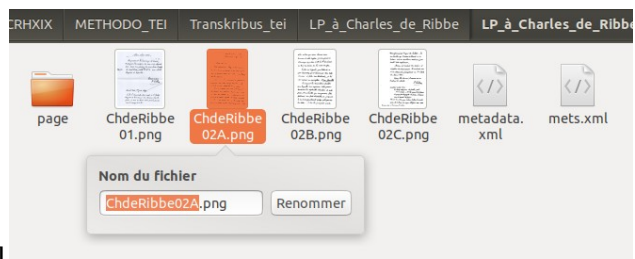 CRHXIX METHODO_TEI Transkribus_tei LP_à_Charles_de_Ribbe LP_à_Charles_de_Ribbe
page ChdeRibbe ChdeRibbe ChdeRibbe ChdeRibbe metadata. mets.xml
01.png 02A.png 02B.png 02C.png xml
Nom du fichier
ChdeRibbe02A.png Renommer